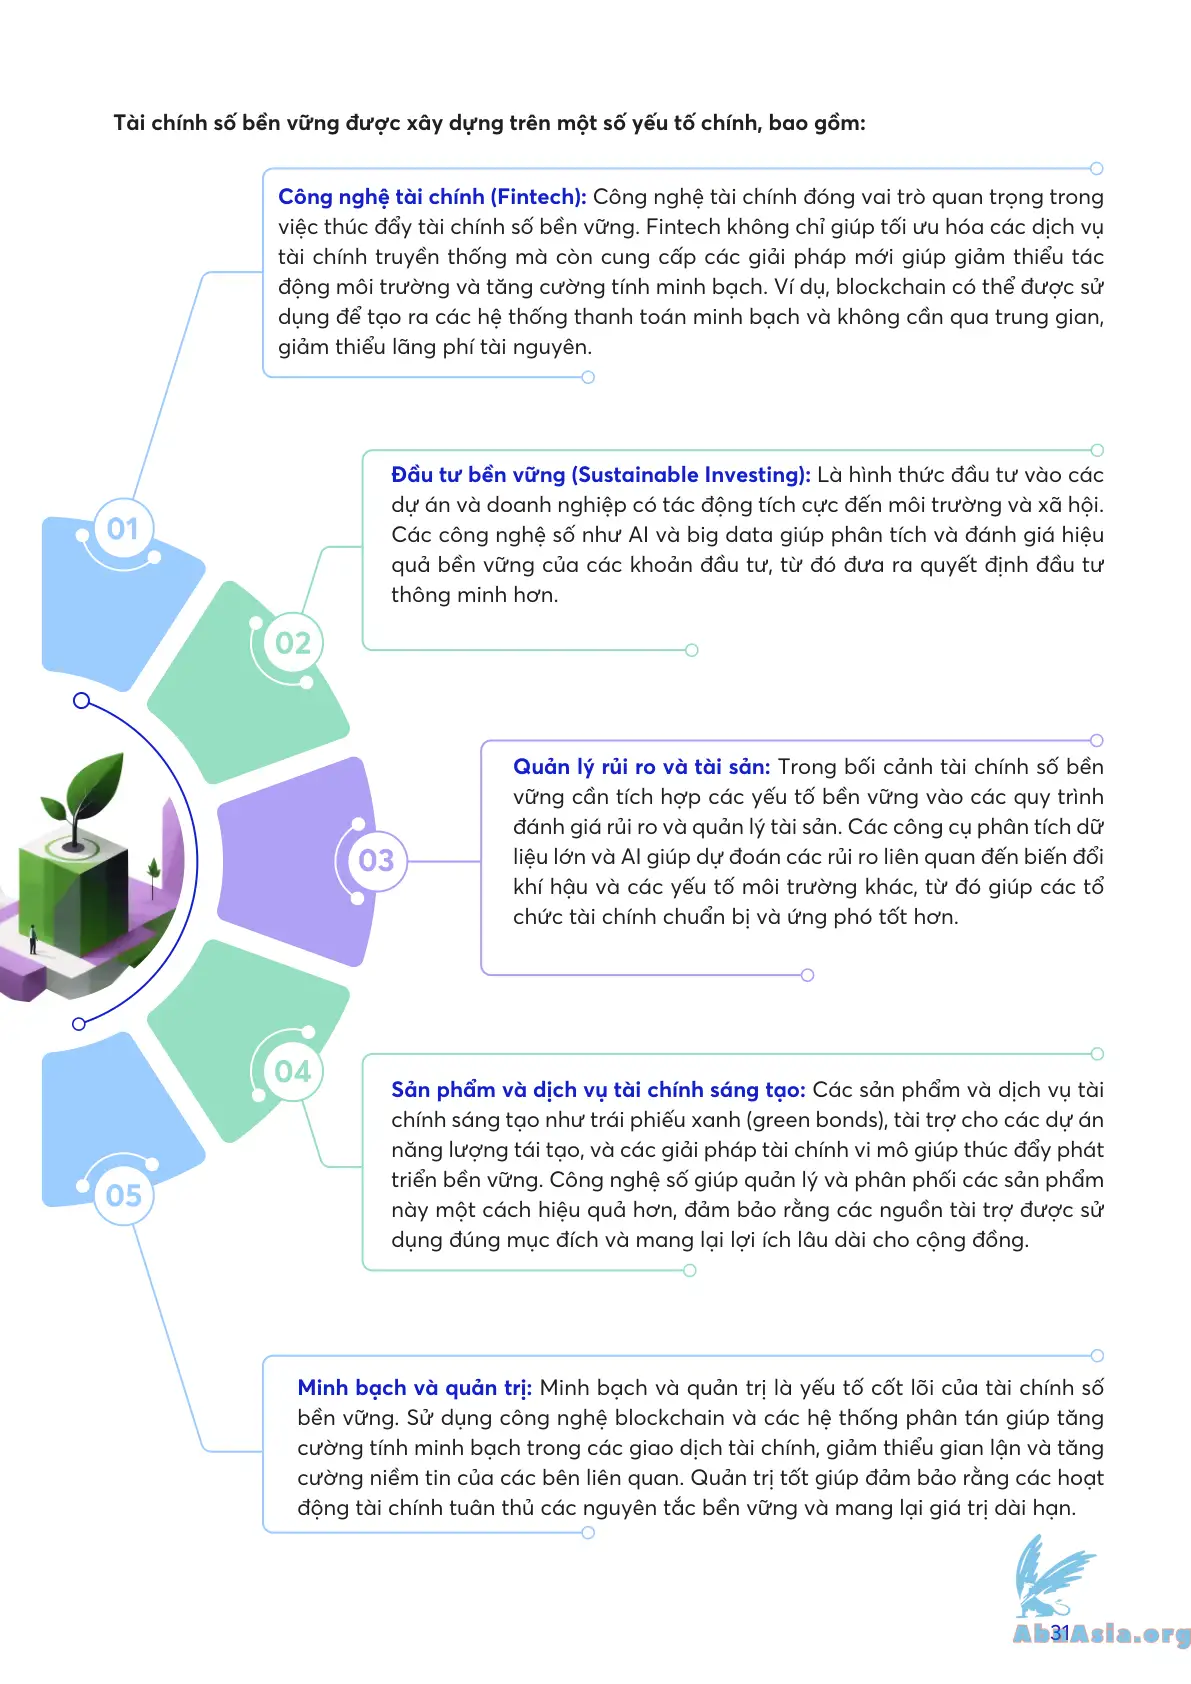 Tài chính số bền vững được xây dựng trên một số yếu tố chính, bao gồm:
Công nghệ tài chính (Fintech): Công nghệ tài chính đóng vai trò quan trọng trong
việc thúc đẩy tài chính số bền vững. Fintech không chỉ giúp tối ưu hóa các dịch vụ
tài chính truyền thống mà còn cung cấp các giải pháp mới giúp giảm thiểu tác
động môi trường và tăng cường tính minh bạch. Ví dụ, blockchain có thể được sử
dụng để tạo ra các hệ thống thanh toán minh bạch và không cần qua trung gian,
giảm thiểu lãng phí tài nguyên.
01
Đầu tư bền vững (Sustainable Investing): Là hình thức đầu tư vào các
dự án và doanh nghiệp có tác động tích cực đến môi trường và xã hội.
Các công nghệ số như AI và big data giúp phân tích và đánh giá hiệu
quả bền vững của các khoản đầu tư, từ đó đưa ra quyết định đầu tư
thông minh hơn.
02
Quản lý rủi ro và tài sản: Trong bối cảnh tài chính số bền
vững cần tích hợp các yếu tố bền vững vào các quy trình
đánh giá rủi ro và quản lý tài sản. Các công cụ phân tích dữ
liệu lớn và AI giúp dự đoán các rủi ro liên quan đến biến đổi
khí hậu và các yếu tố môi trường khác, từ đó giúp các tổ
chức tài chính chuẩn bị và ứng phó tốt hơn.
03
Sản phẩm và dịch vụ tài chính sáng tạo: Các sản phẩm và dịch vụ tài
chính sáng tạo như trái phiếu xanh (green bonds), tài trợ cho các dự án
năng lượng tái tạo, và các giải pháp tài chính vi mô giúp thúc đẩy phát
triển bền vững. Công nghệ số giúp quản lý và phân phối các sản phẩm
này một cách hiệu quả hơn, đảm bảo rằng các nguồn tài trợ được sử
dụng đúng mục đích và mang lại lợi ích lâu dài cho cộng đồng.
04
05
Minh bạch và quản trị: Minh bạch và quản trị là yếu tố cốt lõi của tài chính số
bền vững. Sử dụng công nghệ blockchain và các hệ thống phân tán giúp tăng
cường tính minh bạch trong các giao dịch tài chính, giảm thiểu gian lận và tăng
cường niềm tin của các bên liên quan. Quản trị tốt giúp đảm bảo rằng các hoạt
động tài chính tuân thủ các nguyên tắc bền vững và mang lại giá trị dài hạn.
31